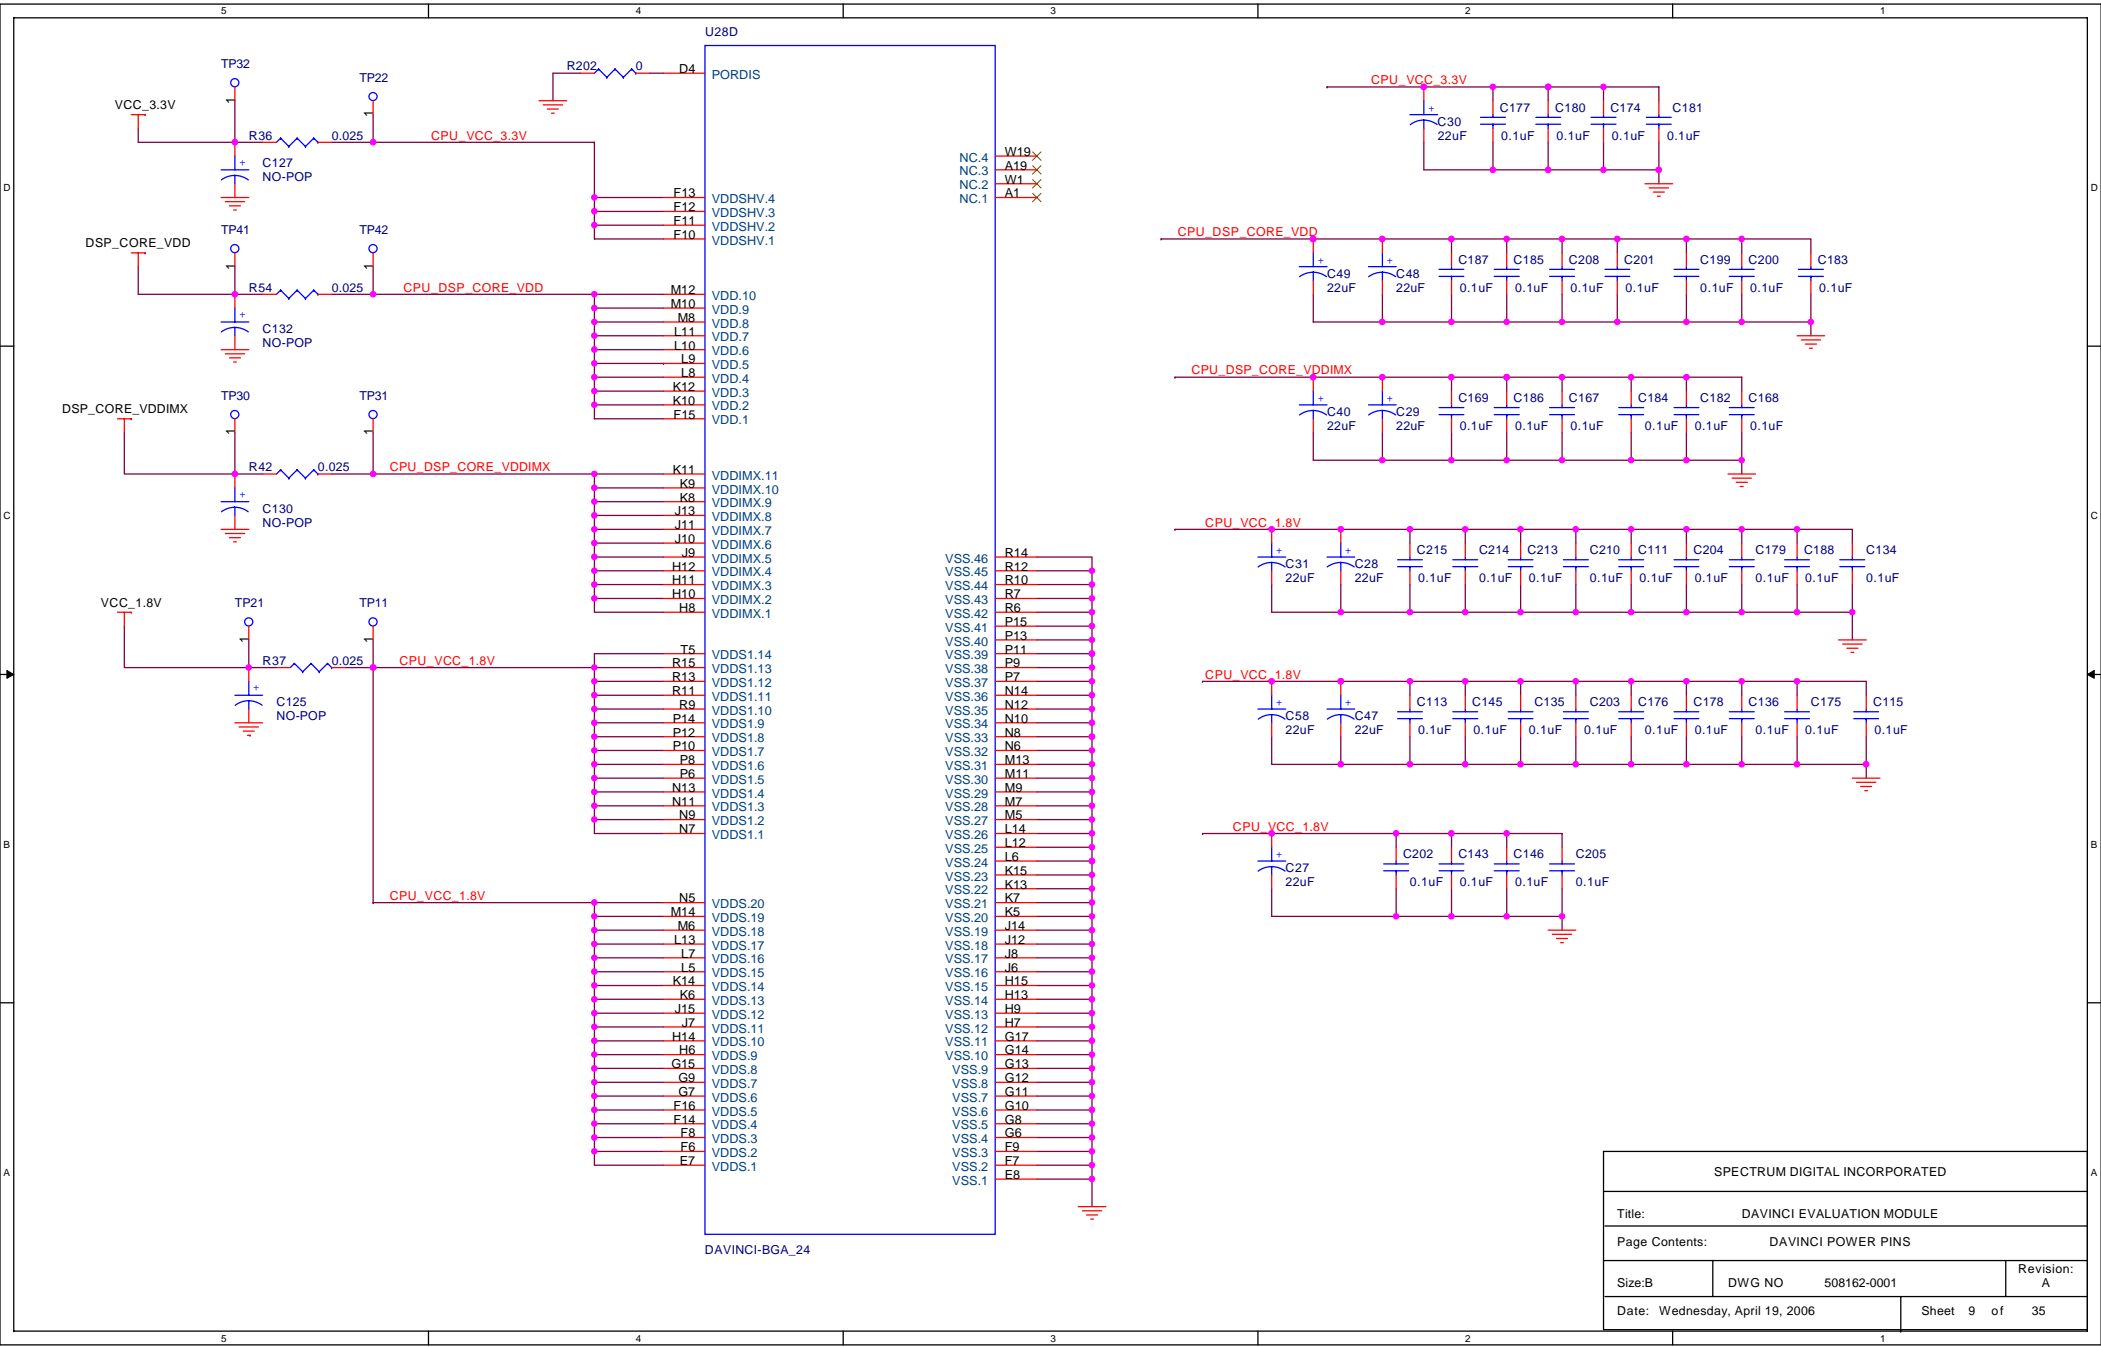 5 4 3 2 1
U28D
TP32
TP22
VCC_3.3V
R36 0.025
CPU_VCC_3.3V
C127
NO-POP
R202 0
D4 PORDIS
F13 VDDSHV.4
F12 VDDSHV.3
F11 VDDSHV.2
F10 VDDSHV.1
TP41
TP42
DSP_CORE_VDD
R54 0.025
CPU_DSP_CORE_VDD
C132
NO-POP
M12 VDD.10
M10 VDD.9
M8 VDD.8
L11 VDD.7
L10 VDD.6
L9 VDD.5
L8 VDD.4
K12 VDD.3
K10 VDD.2
F15 VDD.1
TP30
TP31
DSP_CORE_VDDIMX
R42 0.025
CPU_DSP_CORE_VDDIMX
C130
NO-POP
K11 VDDIMX.11
K9 VDDIMX.10
K8 VDDIMX.9
J13 VDDIMX.8
J11 VDDIMX.7
J10 VDDIMX.6
J9 VDDIMX.5
H12 VDDIMX.4
H11 VDDIMX.3
H10 VDDIMX.2
H8 VDDIMX.1
TP21
TP11
VCC_1.8V
R37 0.025
CPU_VCC_1.8V
C125
NO-POP
T5 VDDS1.14
R15 VDDS1.13
R13 VDDS1.12
R11 VDDS1.11
R9 VDDS1.10
P14 VDDS1.9
P12 VDDS1.8
P10 VDDS1.7
P8 VDDS1.6
P6 VDDS1.5
N13 VDDS1.4
N11 VDDS1.3
N9 VDDS1.2
N7 VDDS1.1
CPU_VCC_1.8V
N5 VDDS.20
M14 VDDS.19
M6 VDDS.18
L13 VDDS.17
L7 VDDS.16
L5 VDDS.15
K14 VDDS.14
K6 VDDS.13
J15 VDDS.12
J7 VDDS.11
H14 VDDS.10
H6 VDDS.9
G15 VDDS.8
G9 VDDS.7
G7 VDDS.6
F16 VDDS.5
F14 VDDS.4
F8 VDDS.3
F6 VDDS.2
E7 VDDS.1
NC.4 W19
NC.3 A19
NC.2 W1
NC.1 A1
VSS.46 R14
VSS.45 R12
VSS.44 R10
VSS.43 R7
VSS.42 R6
VSS.41 P15
VSS.40 P13
VSS.39 P11
VSS.38 P9
VSS.37 P7
VSS.36 N14
VSS.35 N12
VSS.34 N10
VSS.33 N8
VSS.32 N6
VSS.31 M13
VSS.30 M11
VSS.29 M9
VSS.28 M7
VSS.27 M5
VSS.26 L14
VSS.25 L12
VSS.24 L6
VSS.23 K15
VSS.22 K13
VSS.21 K7
VSS.20 K5
VSS.19 J14
VSS.18 J12
VSS.17 J8
VSS.16 J6
VSS.15 H15
VSS.14 H13
VSS.13 H9
VSS.12 H7
VSS.11 G17
VSS.10 G14
VSS.9 G13
VSS.8 G12
VSS.7 G11
VSS.6 G10
VSS.5 G8
VSS.4 G6
VSS.3 F9
VSS.2 F7
VSS.1 E8
DAVINCI-BGA_24
CPU_VCC_3.3V
C30 C177 C180 C174 C181
22uF 0.1uF 0.1uF 0.1uF 0.1uF
CPU_DSP_CORE_VDD
C49 C48 C187 C185 C208 C201 C199 C200 C183
22uF 22uF 0.1uF 0.1uF 0.1uF 0.1uF 0.1uF 0.1uF 0.1uF
CPU_DSP_CORE_VDDIMX
C40 C29 C169 C186 C167 C184 C182 C168
22uF 22uF 0.1uF 0.1uF 0.1uF 0.1uF 0.1uF 0.1uF
CPU_VCC_1.8V
C31 C28 C215 C214 C213 C210 C111 C204 C179 C188 C134
22uF 22uF 0.1uF 0.1uF 0.1uF 0.1uF 0.1uF 0.1uF 0.1uF 0.1uF 0.1uF
CPU_VCC_1.8V
C58 C47 C113 C145 C135 C203 C176 C178 C136 C175 C115
22uF 22uF 0.1uF 0.1uF 0.1uF 0.1uF 0.1uF 0.1uF 0.1uF 0.1uF 0.1uF
CPU_VCC_1.8V
C27 C202 C143 C146 C205
22uF 0.1uF 0.1uF 0.1uF 0.1uF
SPECTRUM DIGITAL INCORPORATED
Title: DAVINCI EVALUATION MODULE
Page Contents: DAVINCI POWER PINS
Size:B DWG NO 508162-0001 Revision: A
Date: Wednesday, April 19, 2006 Sheet 9 of 35
D D
C C
B B
A A
5 4 3 2 1